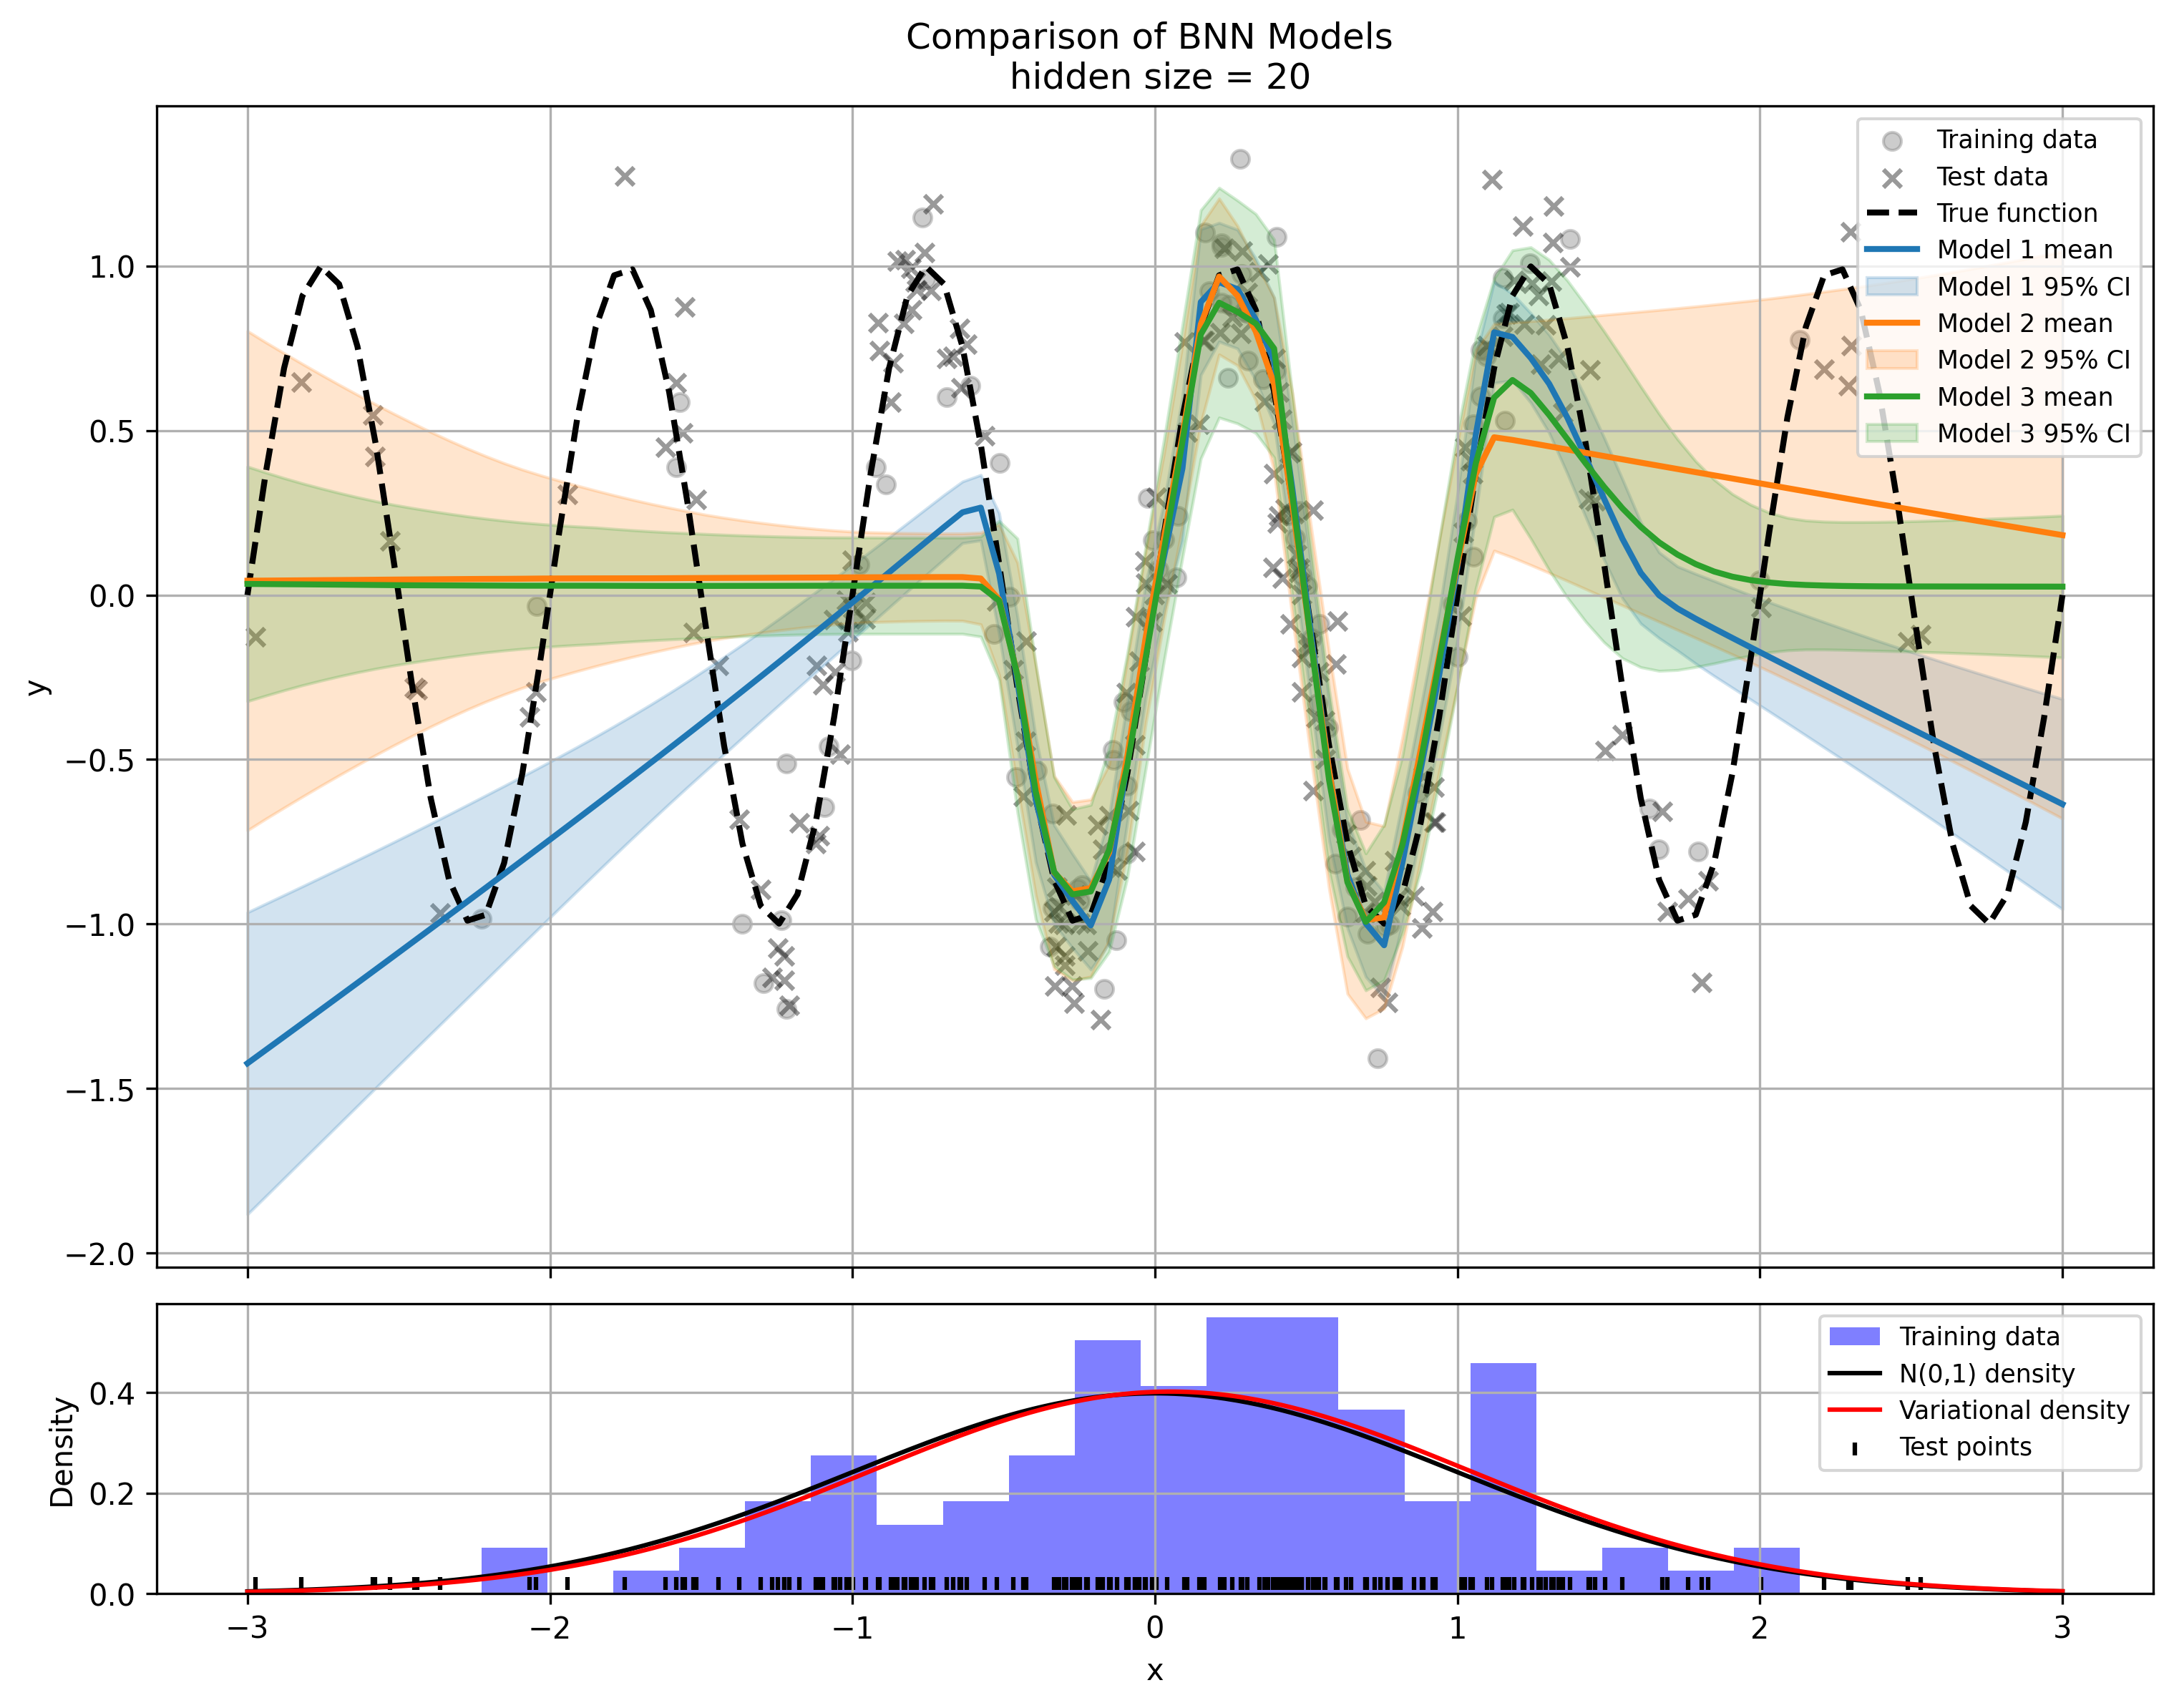 Comparison of BNN Models
hidden size = 20
Training data
Test data
True function
Model 1 mean
Model 1 95% CI
Model 2 mean
Model 2 95% CI
Model 3 mean
Model 3 95% CI
1.0
0.5
0.0
−0.5
−1.0
−1.5
−2.0
y
Training data
N(0,1) density
Variational density
Test points
0.4
0.2
0.0
Density
−3
−2
−1
0
1
2
3
x